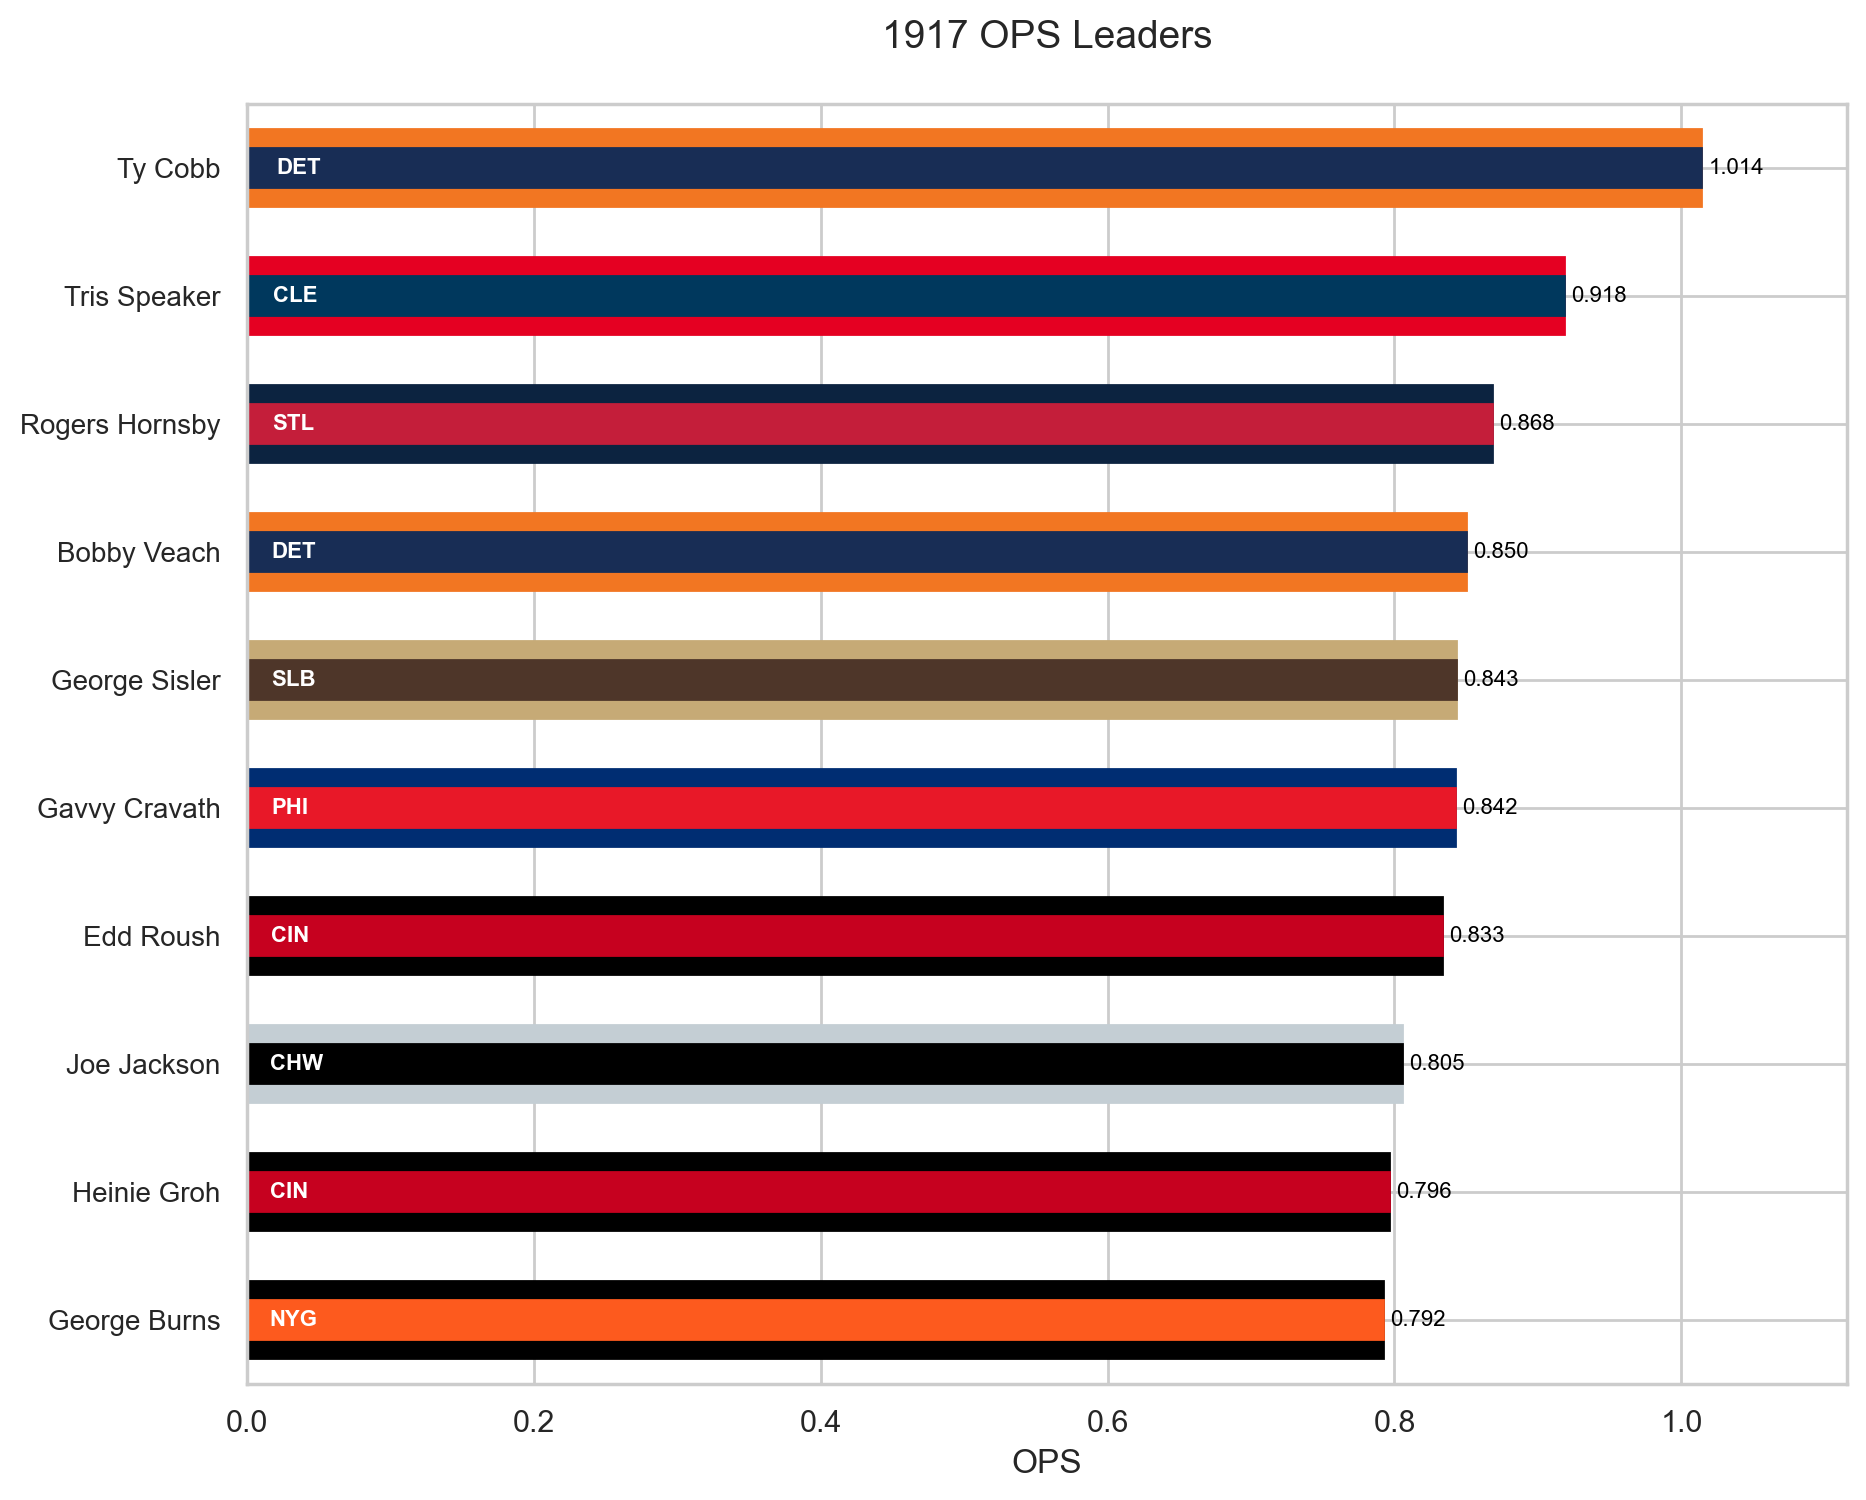 1917 OPS Leaders
Ty Cobb DET 1.014
Tris Speaker CLE 0.918
Rogers Hornsby STL 0.868
Bobby Veach DET 0.850
George Sisler SLB 0.843
Gavvy Cravath PHI 0.842
Edd Roush CIN 0.833
Joe Jackson CHW 0.805
Heinie Groh CIN 0.796
George Burns NYG 0.792
0.0 0.2 0.4 0.6 0.8 1.0
OPS